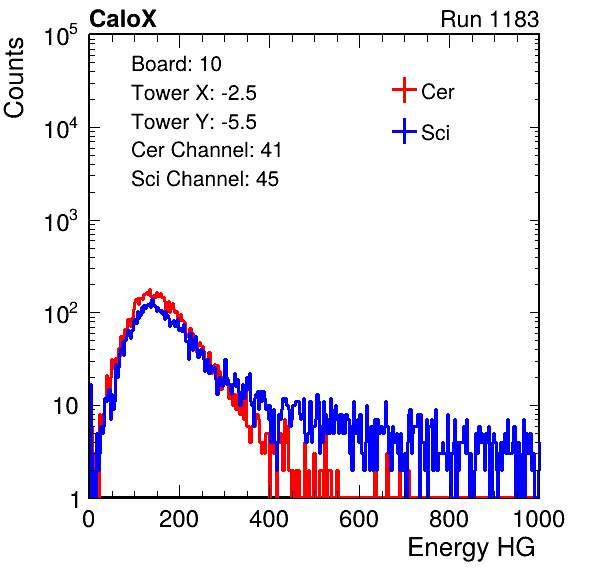 CaloX Run 1183
Counts
10^5
10^4
10^3
10^2
10
1
Board: 10
Tower X: -2.5
Tower Y: -5.5
Cer Channel: 41
Sci Channel: 45
Cer
Sci
0 200 400 600 800 1000
Energy HG